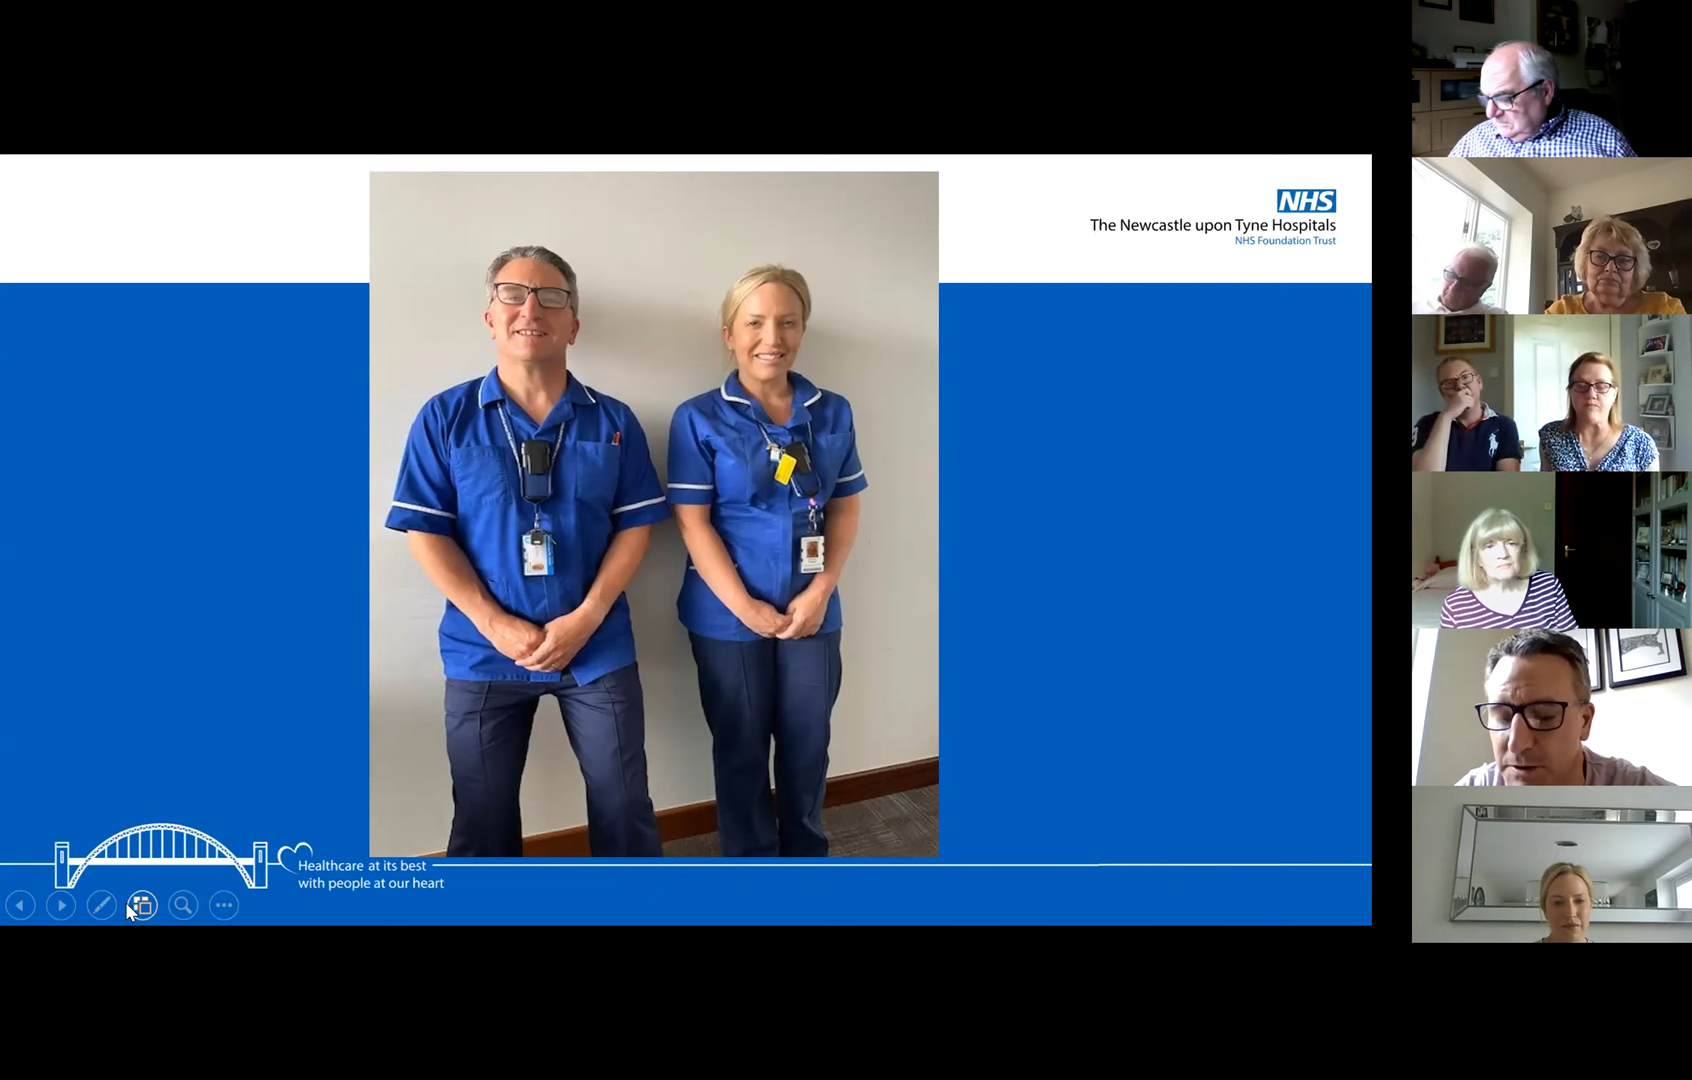 NHS
The Newcastle upon Tyne Hospitals
NHS Foundation Trust
Healthcare at its best
with people at our heart